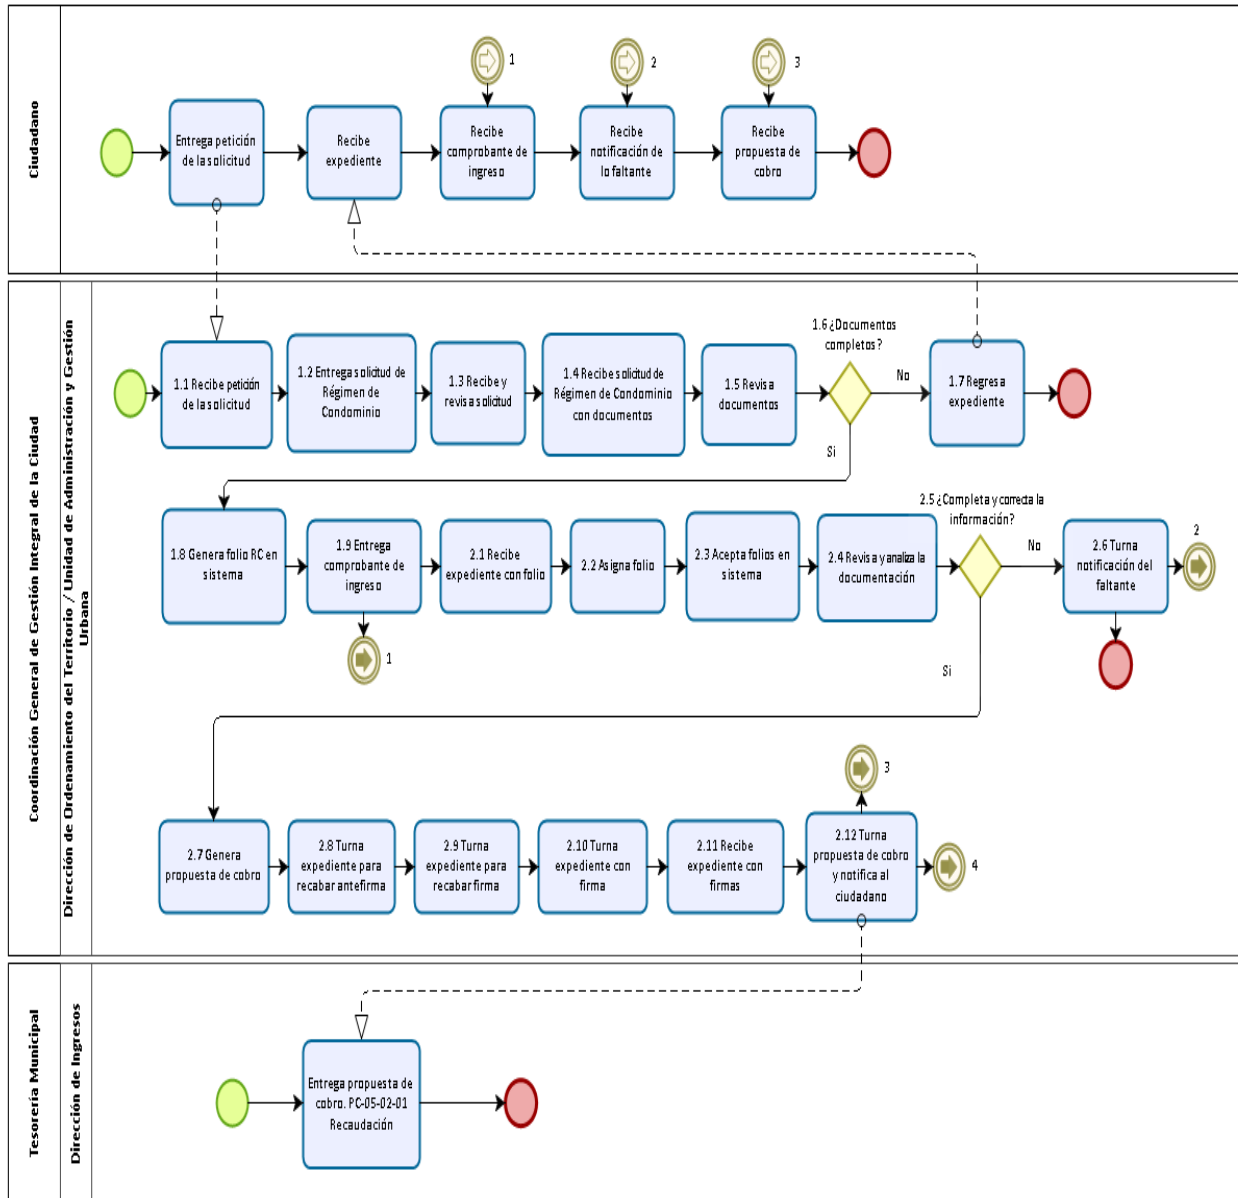 Ciudadano
1
2
3
Entrega petición
de la solicitud
Recibe
expediente
Recibe
comprobante de
ingreso
Recibe
notificación de
lo faltante
Recibe
propuesta de
cobro
Coordinación General de Gestión Integral de la Ciudad
Dirección de Ordenamiento del Territorio / Unidad de Administración y Gestión
Urbana
1.1 Recibe petición
de la solicitud
1.2 Entrega solicitud de
Régimen de
Condominio
1.3 Recibe y
revisa solicitud
1.4 Recibe solicitud de
Régimen de Condominio
con documentos
1.5 Revisa
documentos
1.6 ¿Documentos
completos?
No
Si
1.7 Regresa
expediente
1.8 Genera folio RC en
sistema
1.9 Entrega
comprobante de
ingreso
1
2.1 Recibe
expediente con folio
2.2 Asigna folio
2.3 Acepta folios en
sistema
2.4 Revisa y analiza la
documentación
2.5 ¿Completa y correcta la
información?
No
Si
2.6 Turna
notificación del
faltante
2
2.7 Genera
propuesta de cobro
2.8 Turna
expediente para
recabar antefirma
2.9 Turna
expediente para
recabar firma
2.10 Turna
expediente con
firma
2.11 Recibe
expediente con
firmas
2.12 Turna
propuesta de cobro
y notifica al
ciudadano
3
4
Tesorería Municipal
Dirección de Ingresos
Entrega propuesta de
cobro. PC-05-02-01
Recaudación